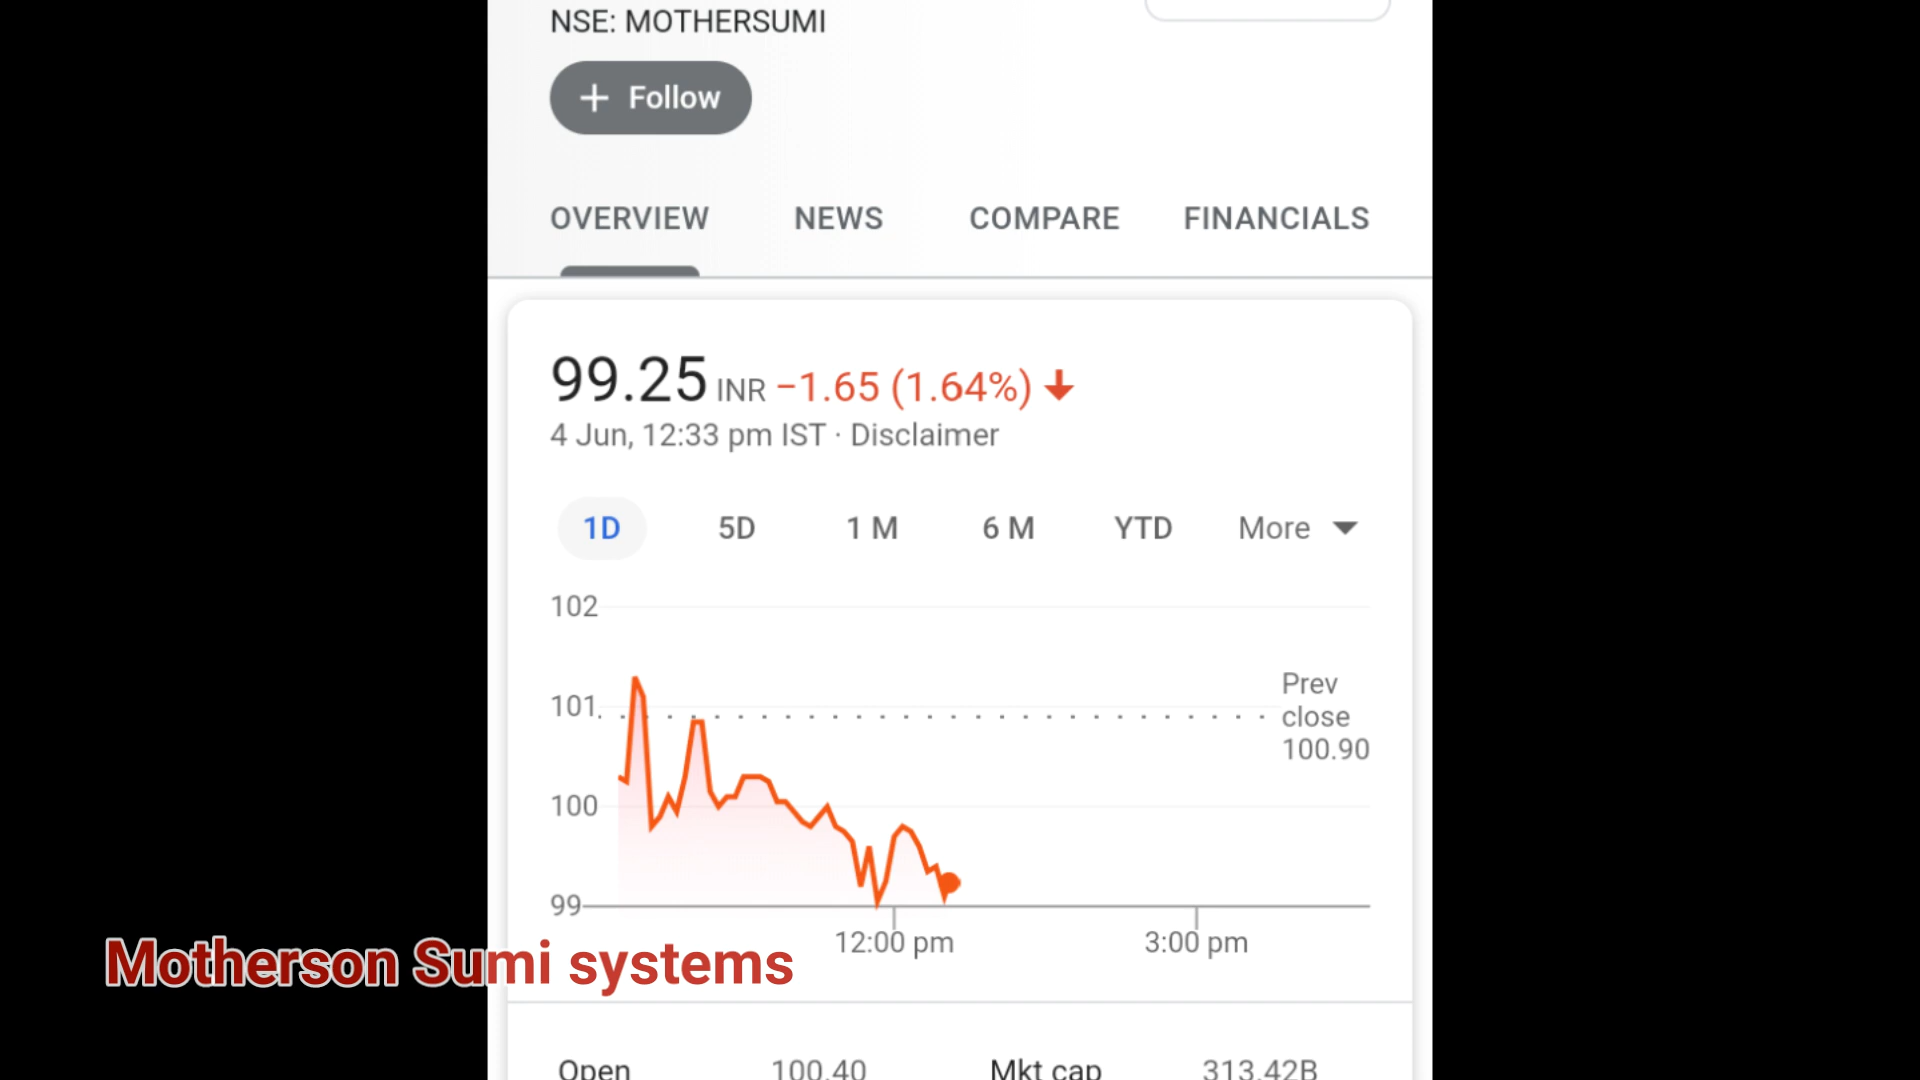 NSE: MOTHERSUMI
+ Follow
OVERVIEW NEWS COMPARE FINANCIALS
99.25 INR −1.65 (1.64%)
4 Jun, 12:33 pm IST · Disclaimer
1D 5D 1 M 6 M YTD More
102
101
Prev
close
100.90
100
99
12:00 pm 3:00 pm
Motherson Sumi systems
Open 100.40 Mkt cap 313.42B